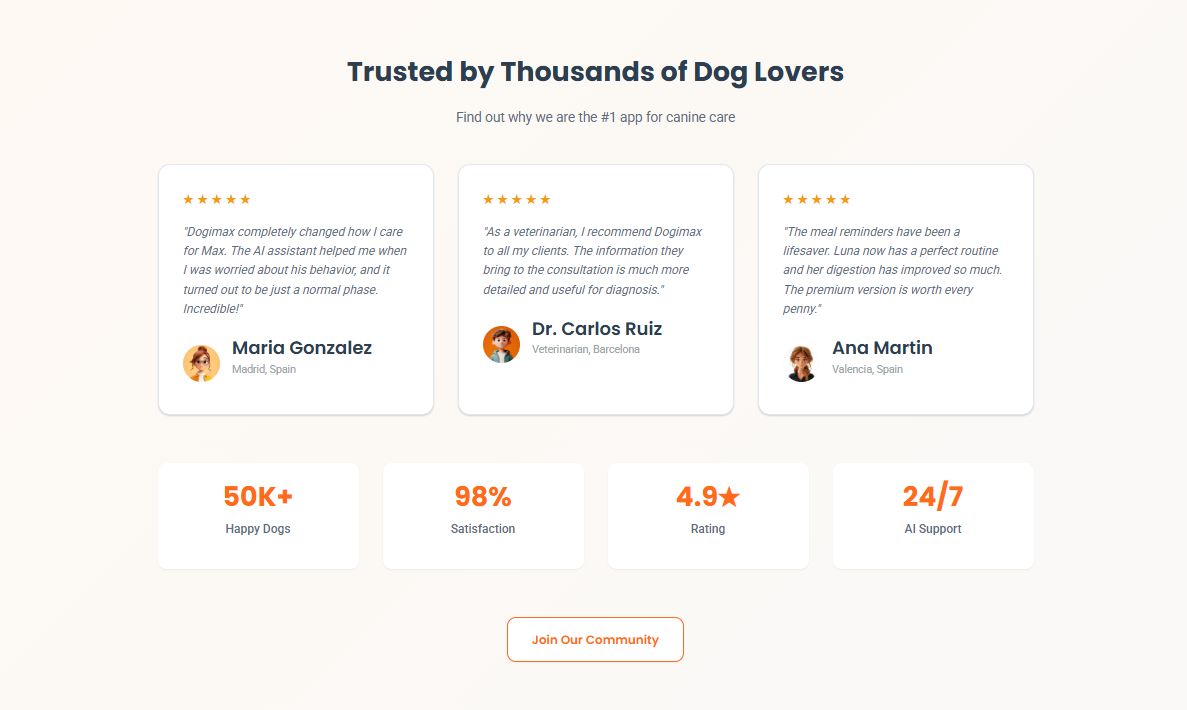 Trusted by Thousands of Dog Lovers
Find out why we are the #1 app for canine care
★★★★★
"Dogimax completely changed how I care
for Max. The AI assistant helped me when
I was worried about his behavior, and it
turned out to be just a normal phase.
Incredible!"
Maria Gonzalez
Madrid, Spain
★★★★★
"As a veterinarian, I recommend Dogimax
to all my clients. The information they
bring to the consultation is much more
detailed and useful for diagnosis."
Dr. Carlos Ruiz
Veterinarian, Barcelona
★★★★★
"The meal reminders have been a
lifesaver. Luna now has a perfect routine
and her digestion has improved so much.
The premium version is worth every
penny."
Ana Martin
Valencia, Spain
50K+
Happy Dogs
98%
Satisfaction
4.9★
Rating
24/7
AI Support
Join Our Community